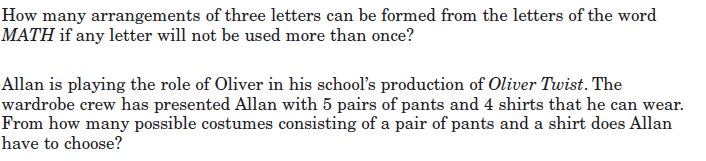 How many arrangements of three letters can be formed from the letters of the word
MATH if any letter will not be used more than once?
Allan is playing the role of Oliver in his school's production of Oliver Twist. The
wardrobe crew has presented Allan with 5 pairs of pants and 4 shirts that he can wear.
From how many possible costumes consisting of a pair of pants and a shirt does Allan
have to choose?